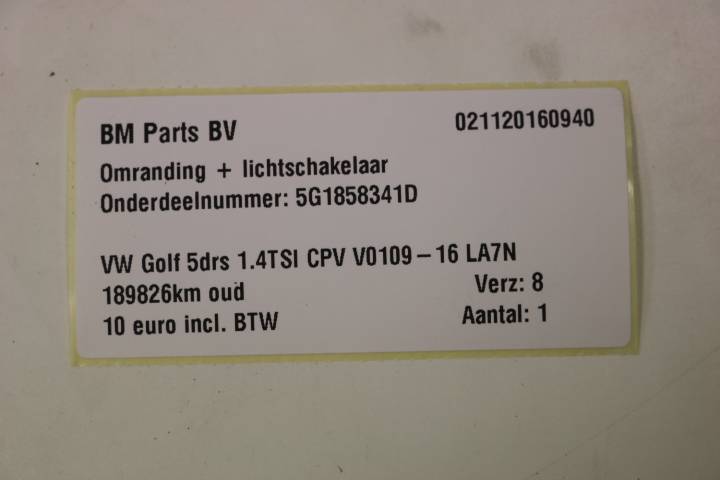 BM Parts BV 021120160940
Omranding + lichtschakelaar
Onderdeelnummer: 5G1858341D
VW Golf 5drs 1.4TSI CPV V0109-16 LA7N
189826km oud Verz: 8
10 euro incl. BTW Aantal: 1